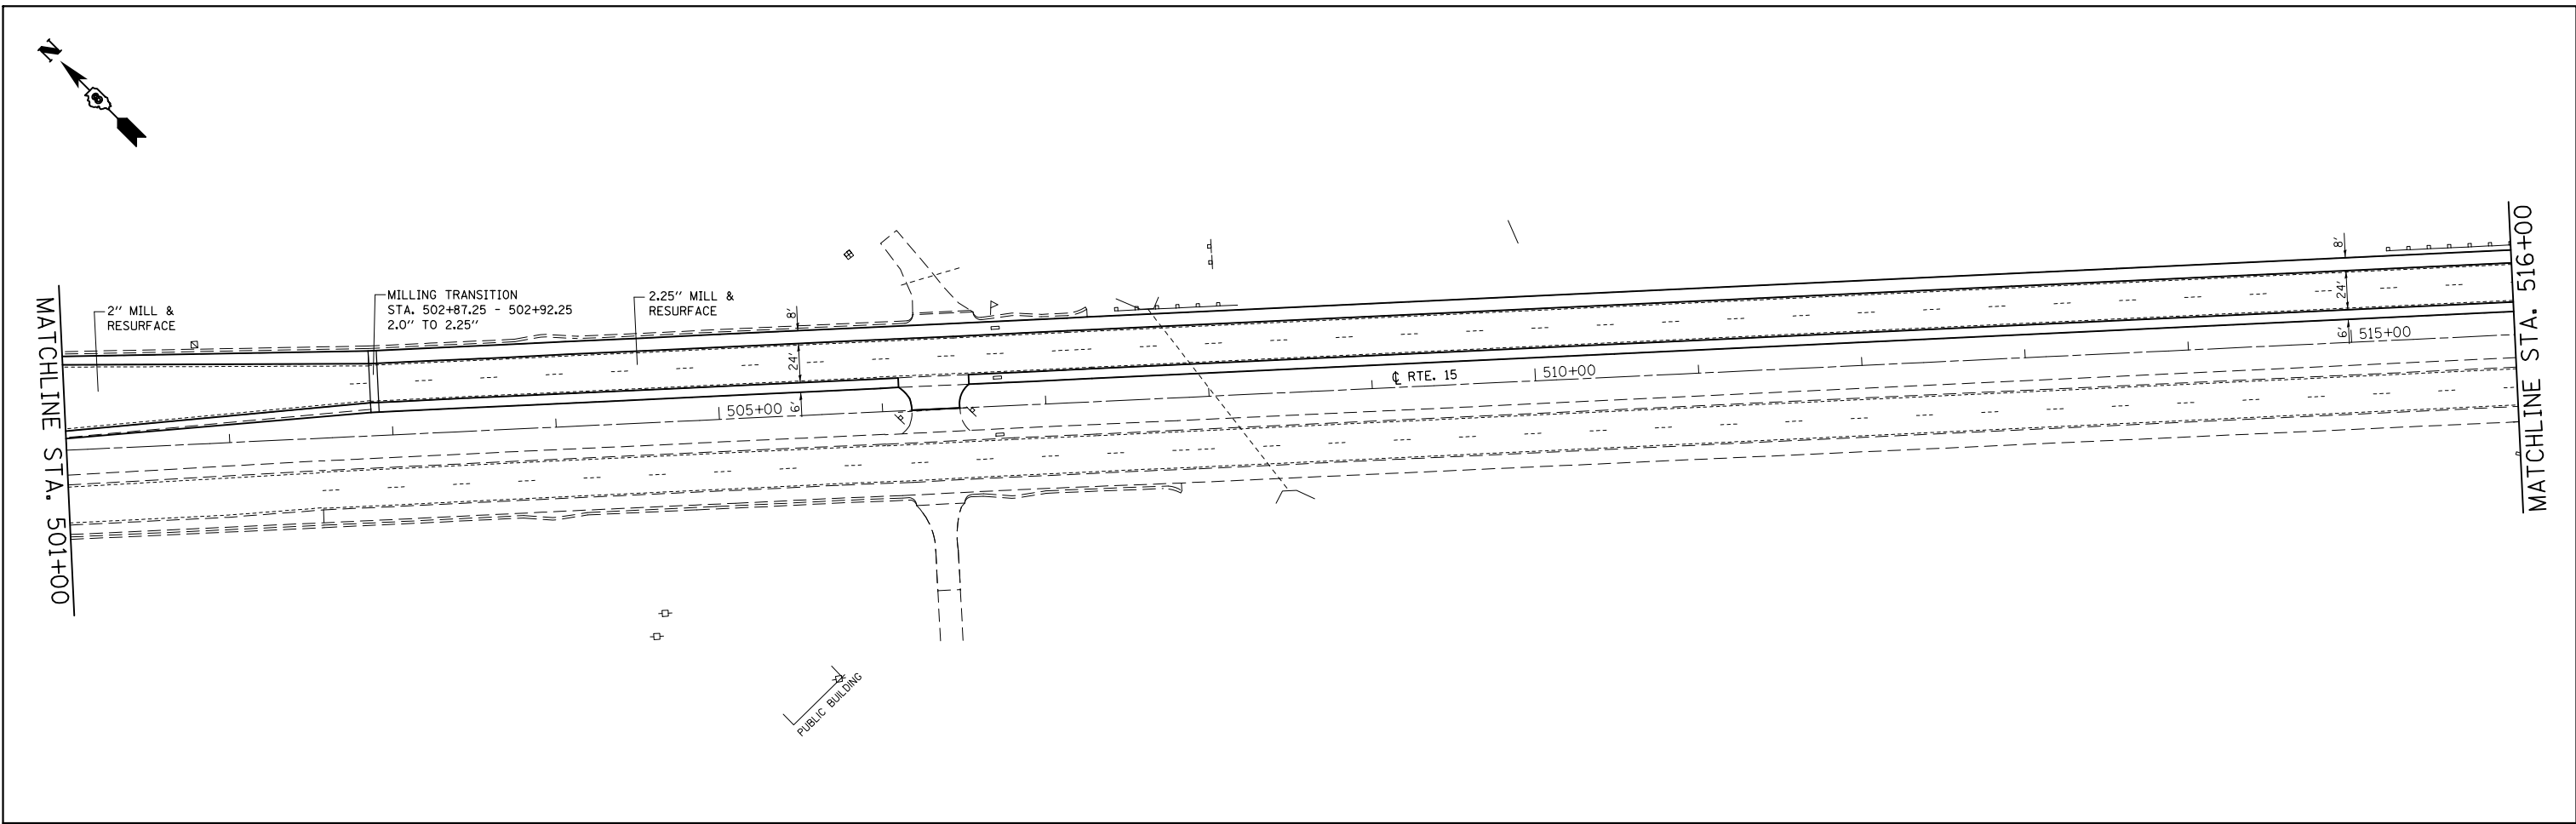 N
MATCHLINE STA. 501+00
2" MILL &
RESURFACE
MILLING TRANSITION
STA. 502+87.25 - 502+92.25
2.0" TO 2.25"
2.25" MILL &
RESURFACE
8'
24'
6'
505+00
P
P
℄ RTE. 15
510+00
8'
24'
6'
515+00
MATCHLINE STA. 516+00
PUBLIC BUILDING